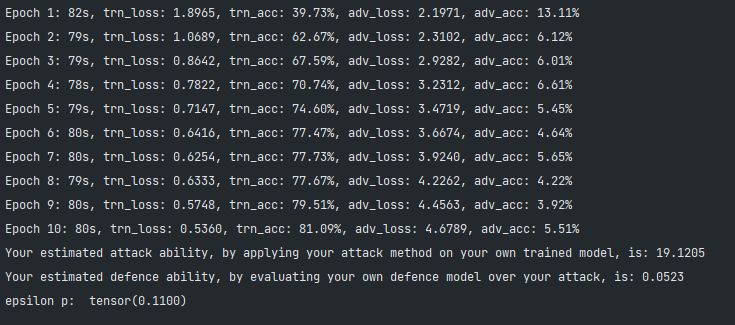 Epoch 1: 82s, trn_loss: 1.8965, trn_acc: 39.73%, adv_loss: 2.1971, adv_acc: 13.11%
Epoch 2: 79s, trn_loss: 1.0689, trn_acc: 62.67%, adv_loss: 2.3102, adv_acc: 6.12%
Epoch 3: 79s, trn_loss: 0.8642, trn_acc: 67.59%, adv_loss: 2.9282, adv_acc: 6.01%
Epoch 4: 78s, trn_loss: 0.7822, trn_acc: 70.74%, adv_loss: 3.2312, adv_acc: 6.61%
Epoch 5: 79s, trn_loss: 0.7147, trn_acc: 74.60%, adv_loss: 3.4719, adv_acc: 5.45%
Epoch 6: 80s, trn_loss: 0.6416, trn_acc: 77.47%, adv_loss: 3.6674, adv_acc: 4.64%
Epoch 7: 80s, trn_loss: 0.6254, trn_acc: 77.73%, adv_loss: 3.9240, adv_acc: 5.65%
Epoch 8: 79s, trn_loss: 0.6333, trn_acc: 77.67%, adv_loss: 4.2262, adv_acc: 4.22%
Epoch 9: 80s, trn_loss: 0.5748, trn_acc: 79.51%, adv_loss: 4.4563, adv_acc: 3.92%
Epoch 10: 80s, trn_loss: 0.5360, trn_acc: 81.09%, adv_loss: 4.6789, adv_acc: 5.51%
Your estimated attack ability, by applying your attack method on your own trained model, is: 19.1205
Your estimated defence ability, by evaluating your own defence model over your attack, is: 0.0523
epsilon p:  tensor(0.1100)